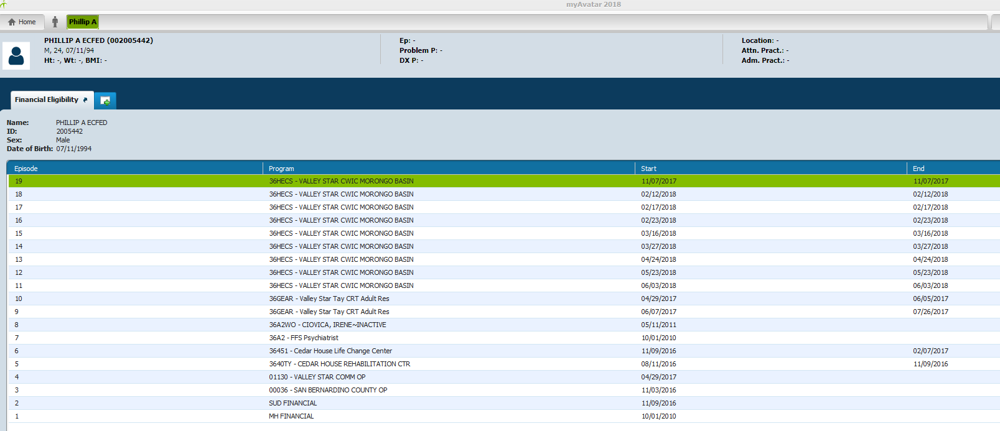 myAvatar 2018
Home Phillip A
PHILLIP A ECFED (002005442)
M, 24, 07/11/94
Ht: -, Wt: -, BMI: -
Ep: -
Problem P: -
DX P: -
Location: -
Attn. Pract.: -
Adm. Pract.: -
Financial Eligibility
Name: PHILLIP A ECFED
ID: 2005442
Sex: Male
Date of Birth: 07/11/1994
Episode Program Start End
19 36HECS - VALLEY STAR CWIC MORONGO BASIN 11/07/2017 11/07/2017
18 36HECS - VALLEY STAR CWIC MORONGO BASIN 02/12/2018 02/12/2018
17 36HECS - VALLEY STAR CWIC MORONGO BASIN 02/17/2018 02/17/2018
16 36HECS - VALLEY STAR CWIC MORONGO BASIN 02/23/2018 02/23/2018
15 36HECS - VALLEY STAR CWIC MORONGO BASIN 03/16/2018 03/16/2018
14 36HECS - VALLEY STAR CWIC MORONGO BASIN 03/27/2018 03/27/2018
13 36HECS - VALLEY STAR CWIC MORONGO BASIN 04/24/2018 04/24/2018
12 36HECS - VALLEY STAR CWIC MORONGO BASIN 05/23/2018 05/23/2018
11 36HECS - VALLEY STAR CWIC MORONGO BASIN 06/03/2018 06/03/2018
10 36GEAR - Valley Star Tay CRT Adult Res 04/29/2017 06/05/2017
9 36GEAR - Valley Star Tay CRT Adult Res 06/07/2017 07/26/2017
8 36A2WO - CIOVICA, IRENE~INACTIVE 05/11/2011
7 36A2 - FFS Psychiatrist 10/01/2010
6 36451 - Cedar House Life Change Center 11/09/2016 02/07/2017
5 3640TY - CEDAR HOUSE REHABILITATION CTR 08/11/2016 11/09/2016
4 01130 - VALLEY STAR COMM OP 04/29/2017
3 00036 - SAN BERNARDINO COUNTY OP 11/03/2016
2 SUD FINANCIAL 11/09/2016
1 MH FINANCIAL 10/01/2010